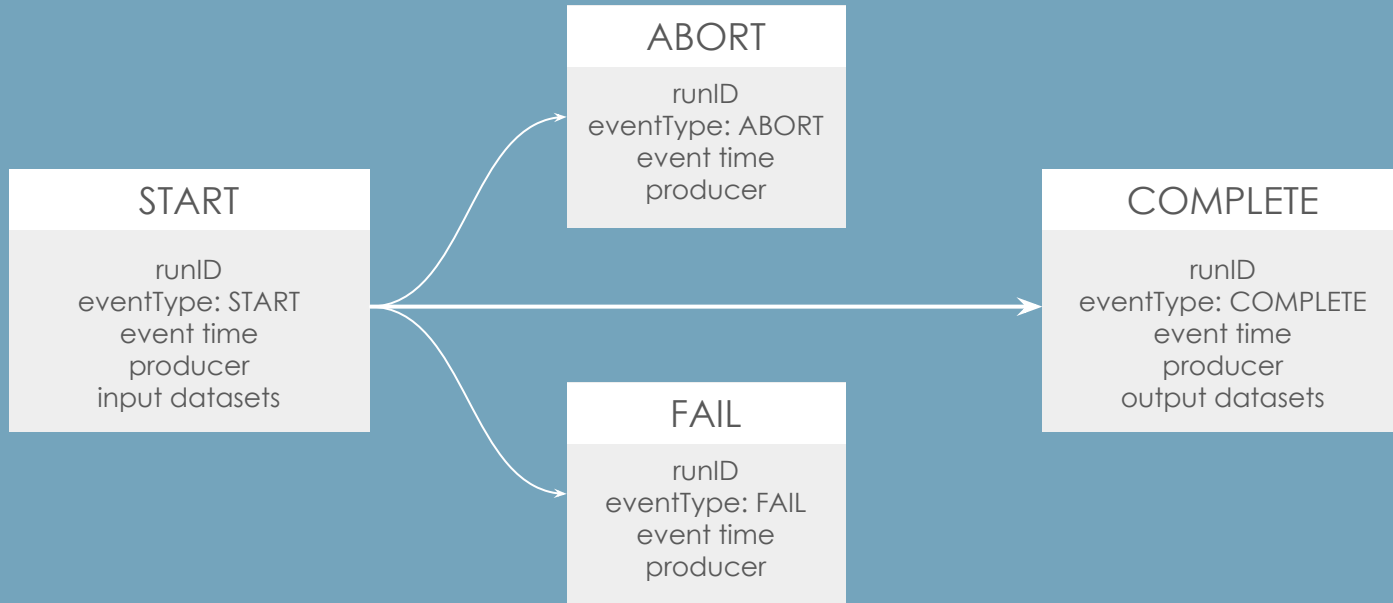 START
runID
eventType: START
event time
producer
input datasets
ABORT
runID
eventType: ABORT
event time
producer
FAIL
runID
eventType: FAIL
event time
producer
COMPLETE
runID
eventType: COMPLETE
event time
producer
output datasets